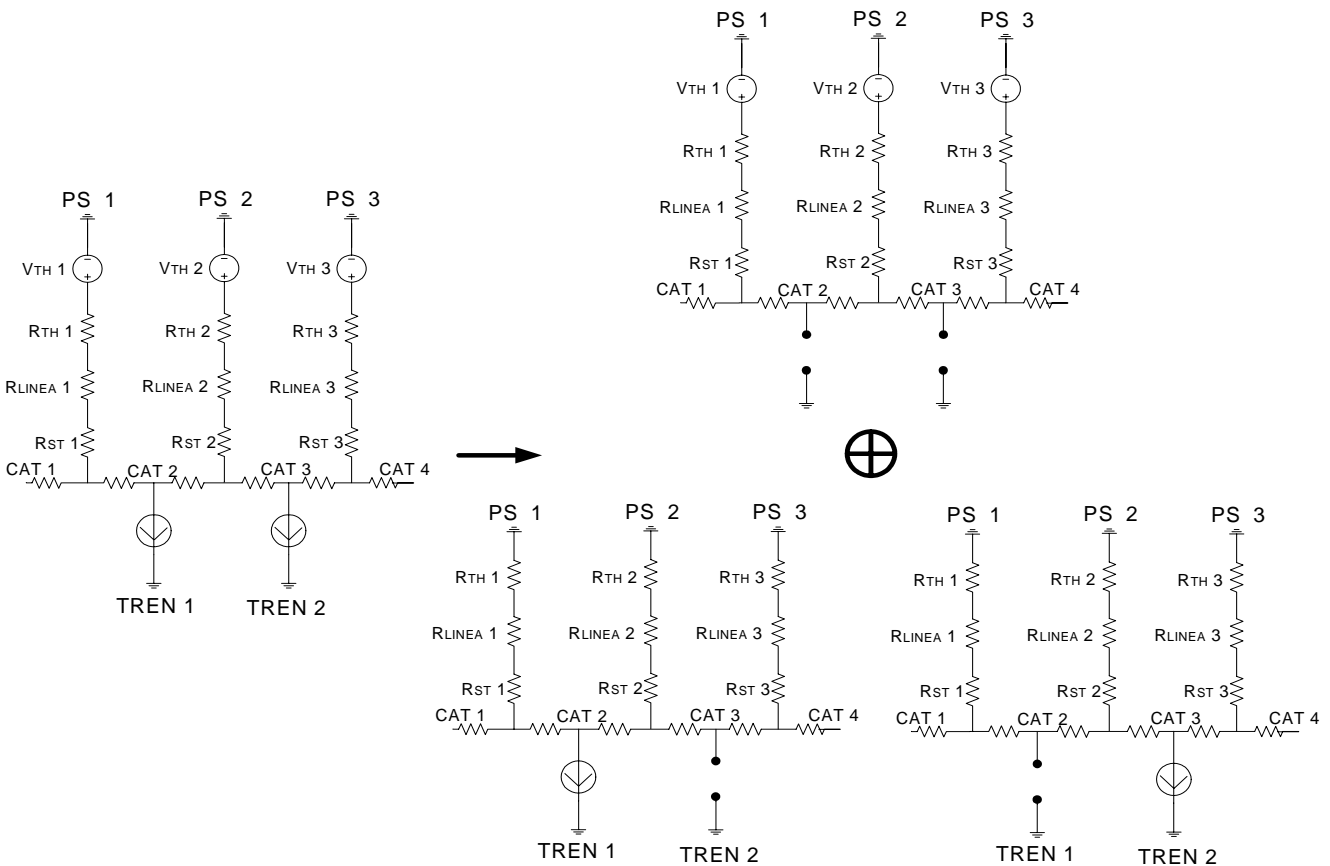 PS 1 PS 2 PS 3
VTH 1 VTH 2 VTH 3
RTH 1 RTH 2 RTH 3
RLINEA 1 RLINEA 2 RLINEA 3
RST 1 RST 2 RST 3
CAT 1 CAT 2 CAT 3 CAT 4
TREN 1 TREN 2
PS 1 PS 2 PS 3
VTH 1 VTH 2 VTH 3
RTH 1 RTH 2 RTH 3
RLINEA 1 RLINEA 2 RLINEA 3
RST 1 RST 2 RST 3
CAT 1 CAT 2 CAT 3 CAT 4
PS 1 PS 2 PS 3
RTH 1 RTH 2 RTH 3
RLINEA 1 RLINEA 2 RLINEA 3
RST 1 RST 2 RST 3
CAT 1 CAT 2 CAT 3 CAT 4
TREN 1 TREN 2
PS 1 PS 2 PS 3
RTH 1 RTH 2 RTH 3
RLINEA 1 RLINEA 2 RLINEA 3
RST 1 RST 2 RST 3
CAT 1 CAT 2 CAT 3 CAT 4
TREN 1 TREN 2